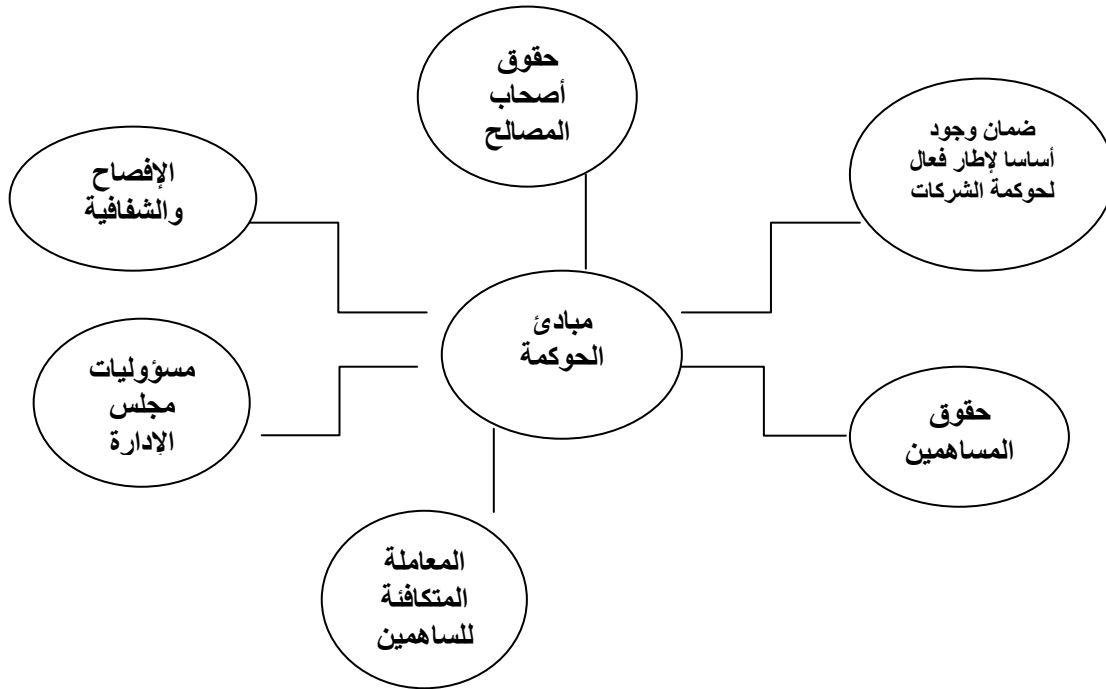 حقوق
أصحاب
المصالح
ضمان وجود
أساسا لإطار فعال
لحوكمة الشركات
الإفصاح
والشفافية
مبادئ
الحوكمة
مسؤوليات
مجلس
الإدارة
حقوق
المساهمين
المعاملة
المتكافئة
للساهمين